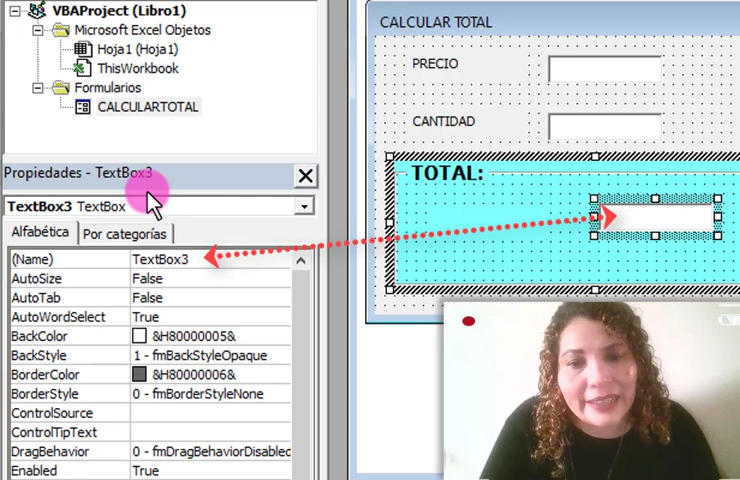 VBAProject (Libro1)
Microsoft Excel Objetos
Hoja1 (Hoja1)
ThisWorkbook
Formularios
CALCULARTOTAL
Propiedades - TextBox3
TextBox3 TextBox
Alfabética Por categorías
(Name) TextBox3
AutoSize False
AutoTab False
AutoWordSelect True
BackColor &H80000005&
BackStyle 1 - fmBackStyleOpaque
BorderColor &H80000006&
BorderStyle 0 - fmBorderStyleNone
ControlSource
ControlTipText
DragBehavior 0 - fmDragBehaviorDisabled
Enabled True
CALCULAR TOTAL
PRECIO
CANTIDAD
TOTAL: